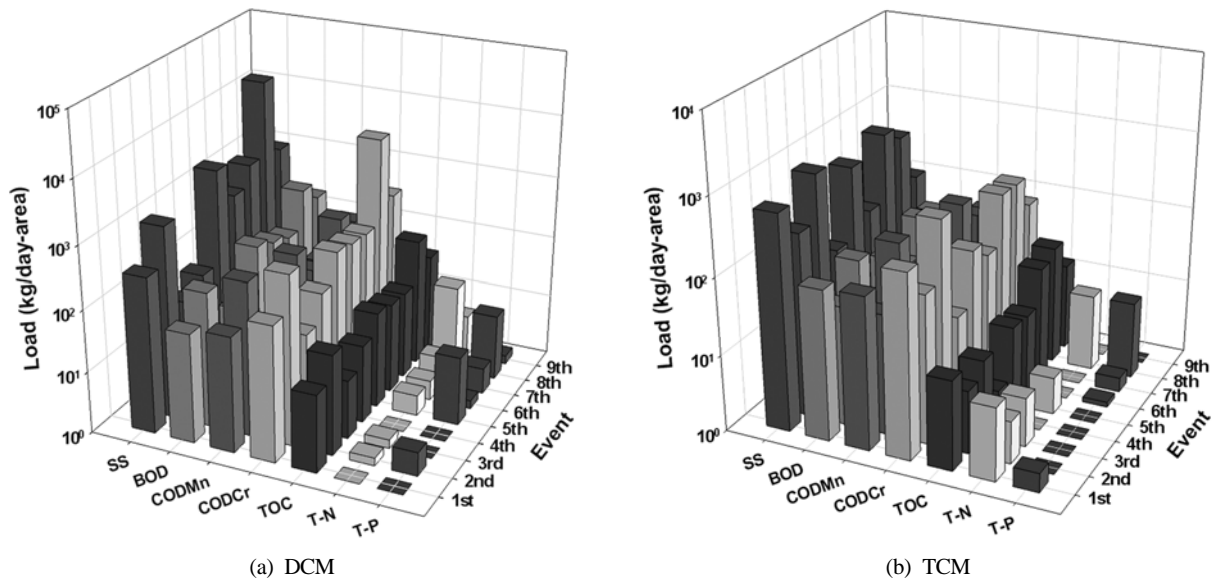 Load (kg/day-area)
10⁵
10⁴
10³
10²
10¹
10⁰
SS
BOD
CODMn
CODCr
TOC
T-N
T-P
1st
2nd
3rd
4th
5th
6th
7th
8th
9th
Event
(a) DCM
Load (kg/day-area)
10⁴
10³
10²
10¹
10⁰
SS
BOD
CODMn
CODCr
TOC
T-N
T-P
1st
2nd
3rd
4th
5th
6th
7th
8th
9th
Event
(b) TCM